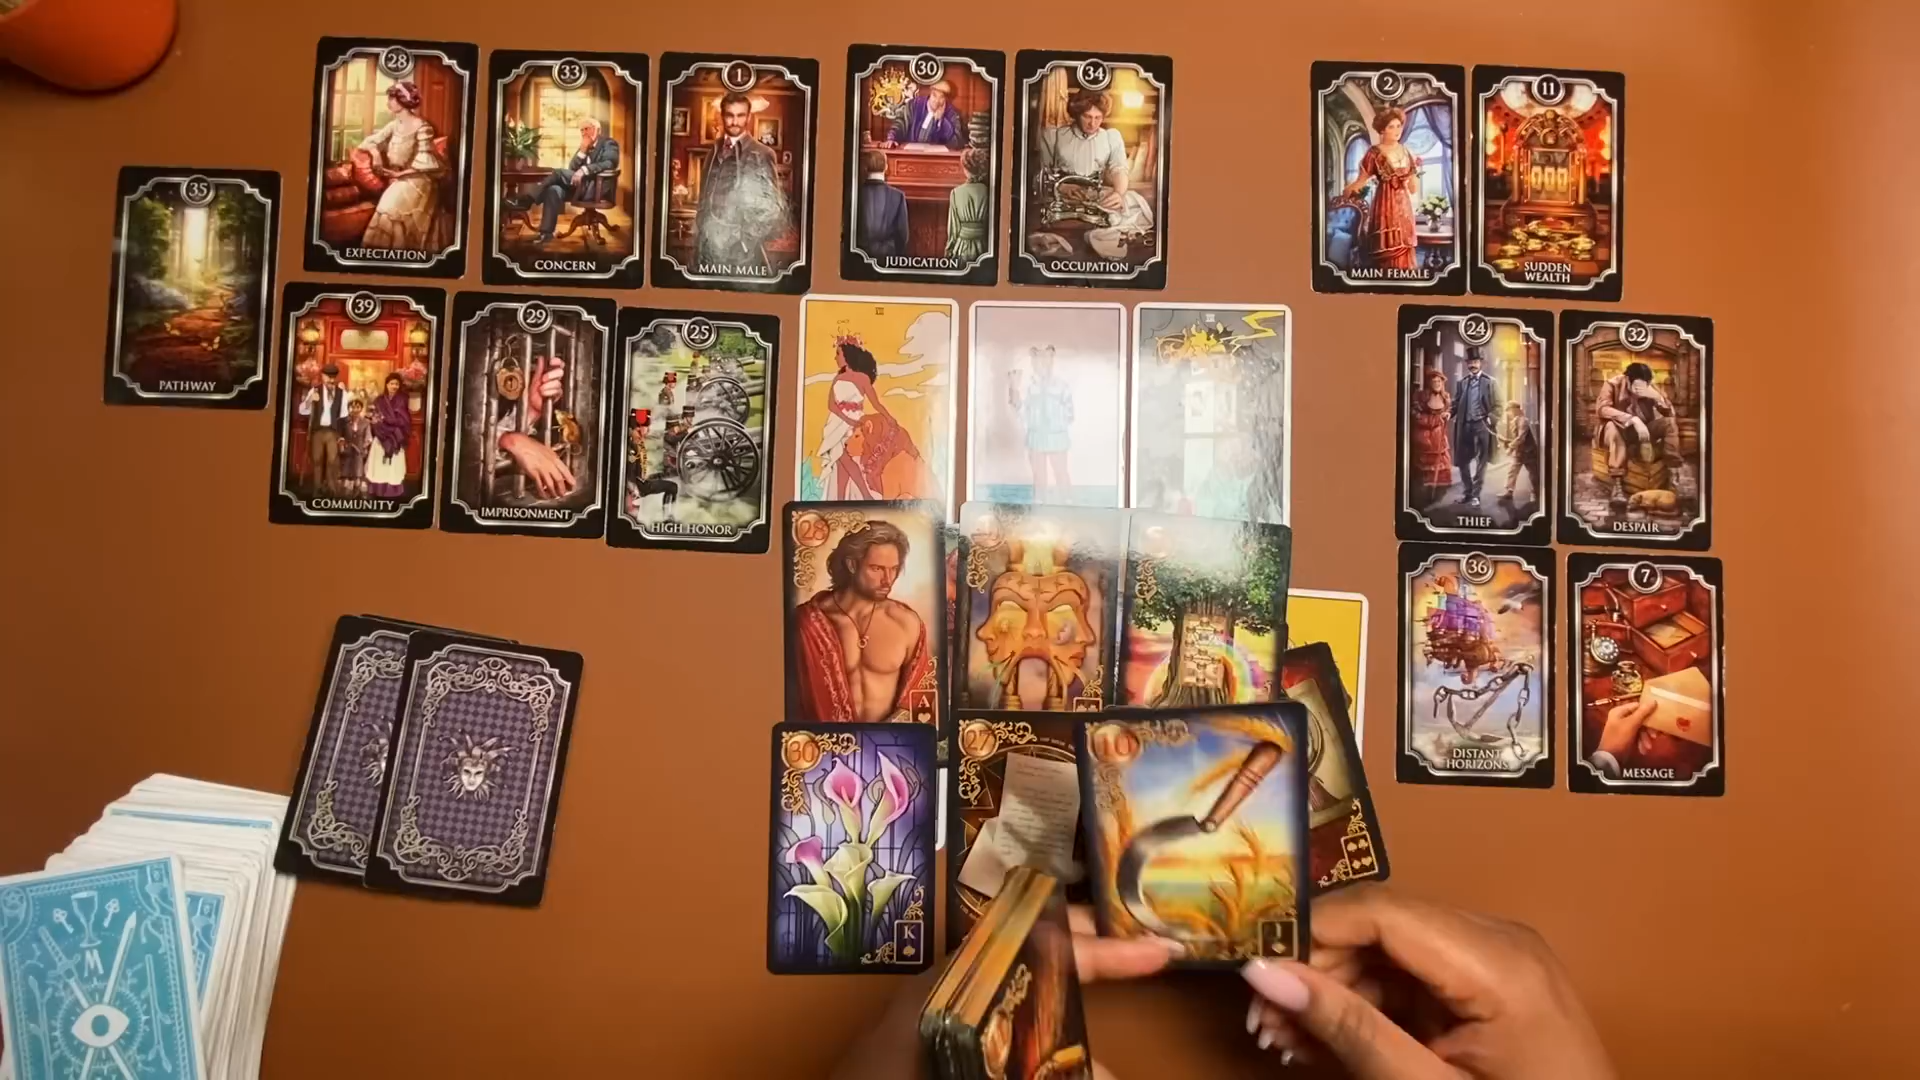 28
EXPECTATION
33
CONCERN
1
MAIN MALE
30
JUDICATION
34
OCCUPATION
2
MAIN FEMALE
11
SUDDEN
WEALTH
35
PATHWAY
39
COMMUNITY
29
IMPRISONMENT
25
HIGH HONOR
24
THIEF
32
DESPAIR
28
A
36
DISTANT
HORIZONS
7
MESSAGE
30
K
27
10
J
W